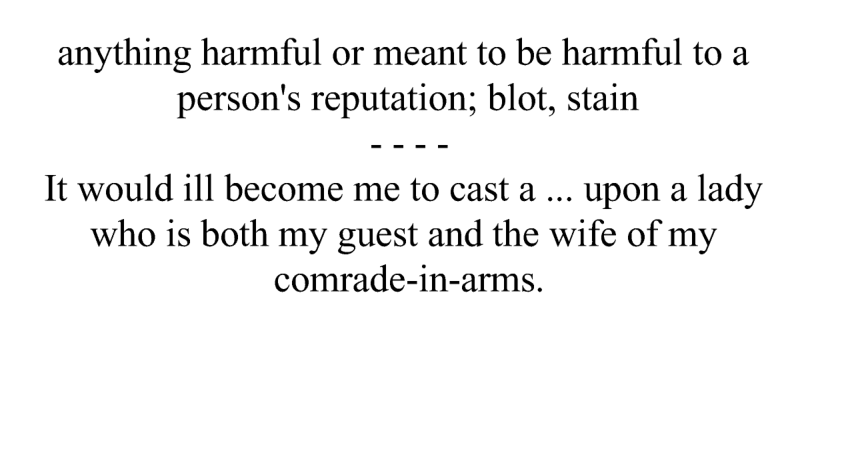 anything harmful or meant to be harmful to a
person's reputation; blot, stain
- - - -
It would ill become me to cast a ... upon a lady
who is both my guest and the wife of my
comrade-in-arms.